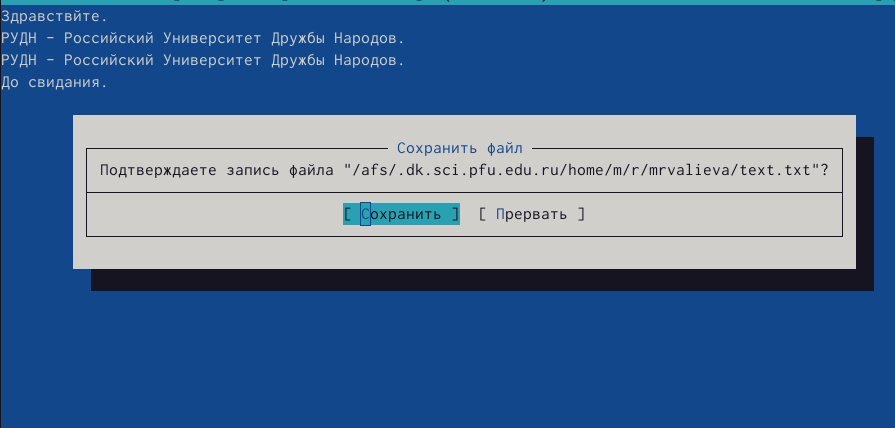 Здравствйте.
РУДН - Российский Университет Дружбы Народов.
РУДН - Российский Университет Дружбы Народов.
До свидания.
Сохранить файл
Подтверждаете запись файла "/afs/.dk.sci.pfu.edu.ru/home/m/r/mrvalieva/text.txt"?
[ Сохранить ] [ Прервать ]